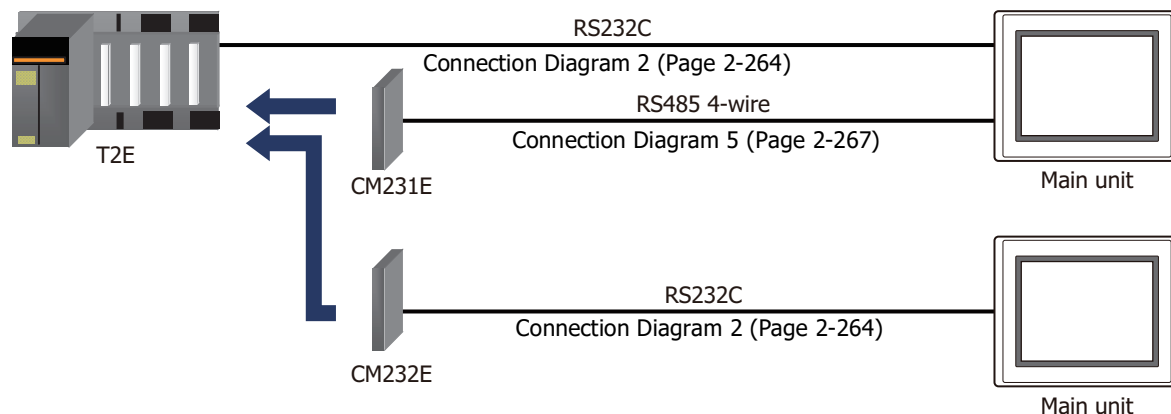 RS232C
Connection Diagram 2 (Page 2-264)
RS485 4-wire
Connection Diagram 5 (Page 2-267)
T2E
CM231E
Main unit
RS232C
Connection Diagram 2 (Page 2-264)
CM232E
Main unit